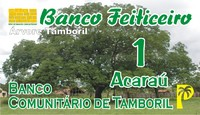 Banco Feiticeiro
Árvore Tamboril
1
Acaraú
BANCO
COMUNITÁRIO DE TAMBORIL